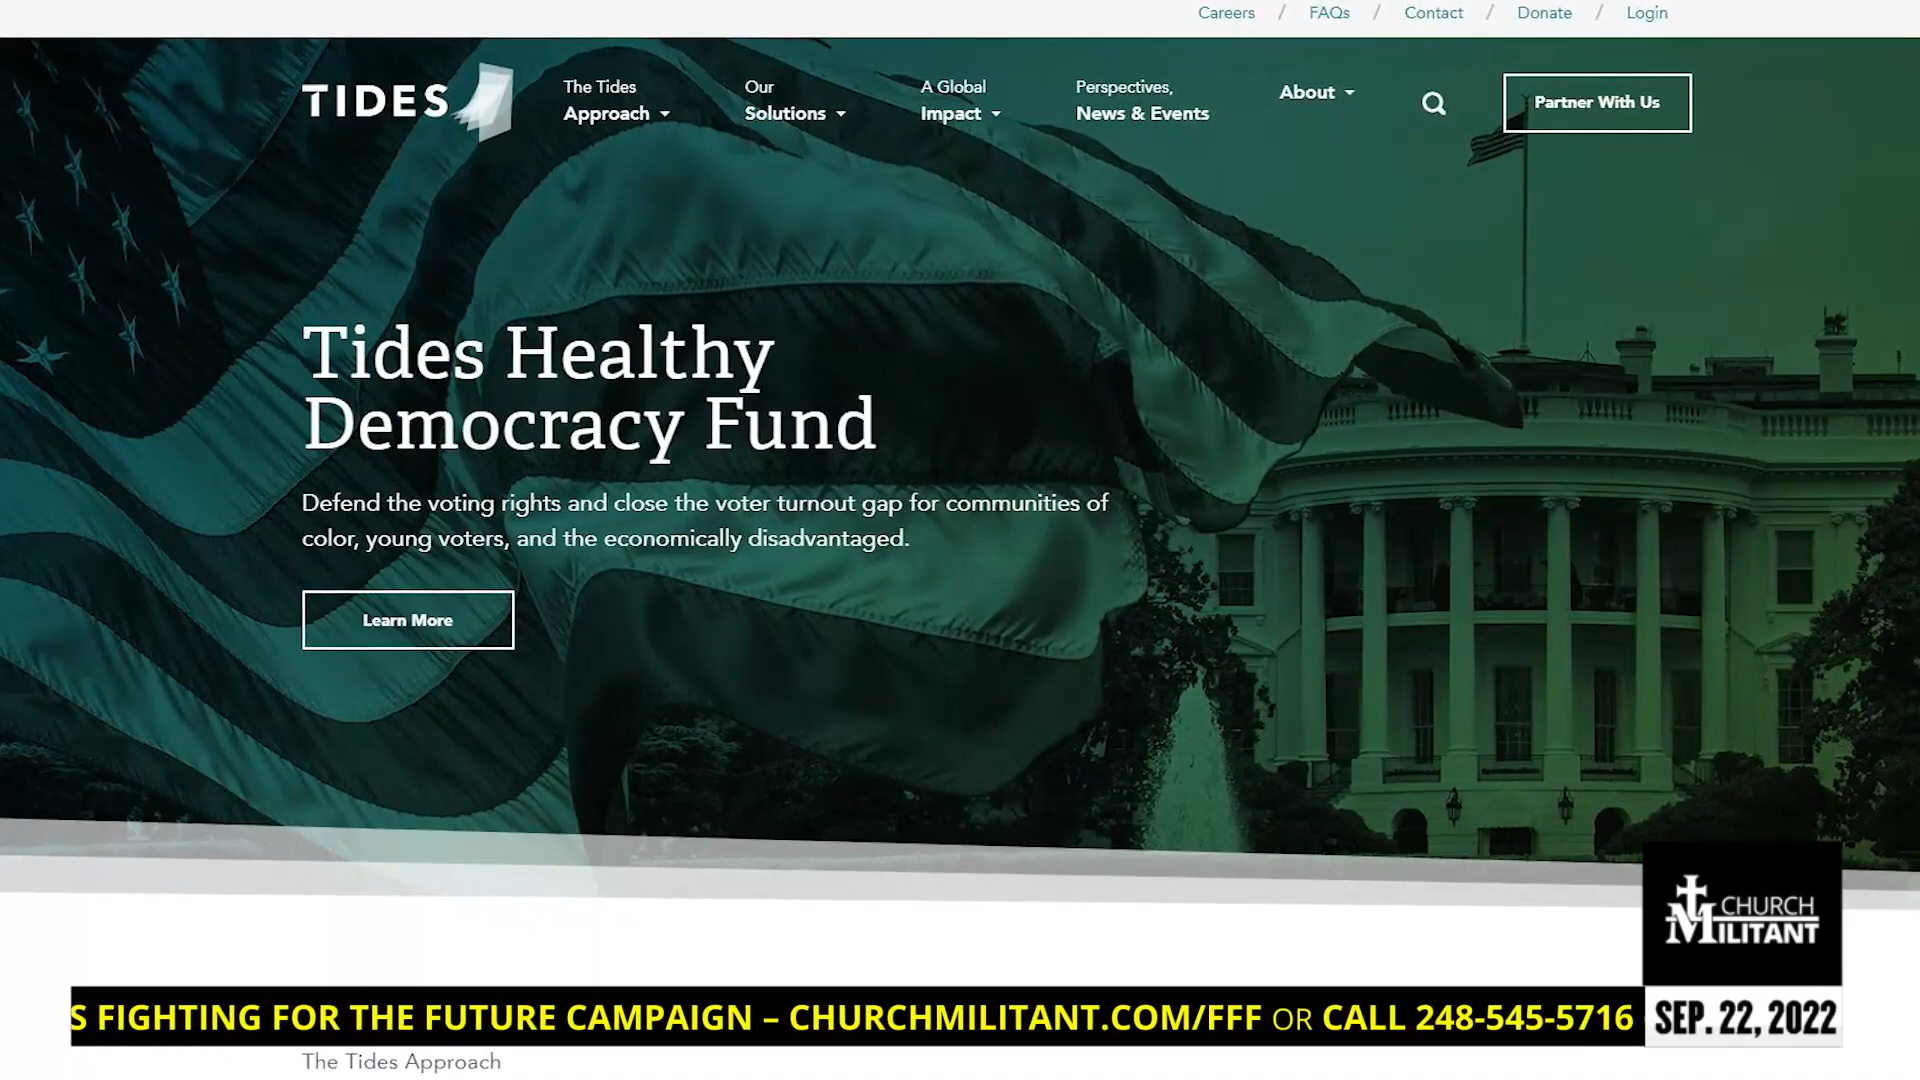 Careers / FAQs / Contact / Donate / Login
TIDES
The Tides
Approach
Our
Solutions
A Global
Impact
Perspectives,
News & Events
About
Partner With Us
Tides Healthy
Democracy Fund
Defend the voting rights and close the voter turnout gap for communities of
color, young voters, and the economically disadvantaged.
Learn More
CHURCH
MILITANT
S FIGHTING FOR THE FUTURE CAMPAIGN – CHURCHMILITANT.COM/FFF OR CALL 248-545-5716
SEP. 22, 2022
The Tides Approach